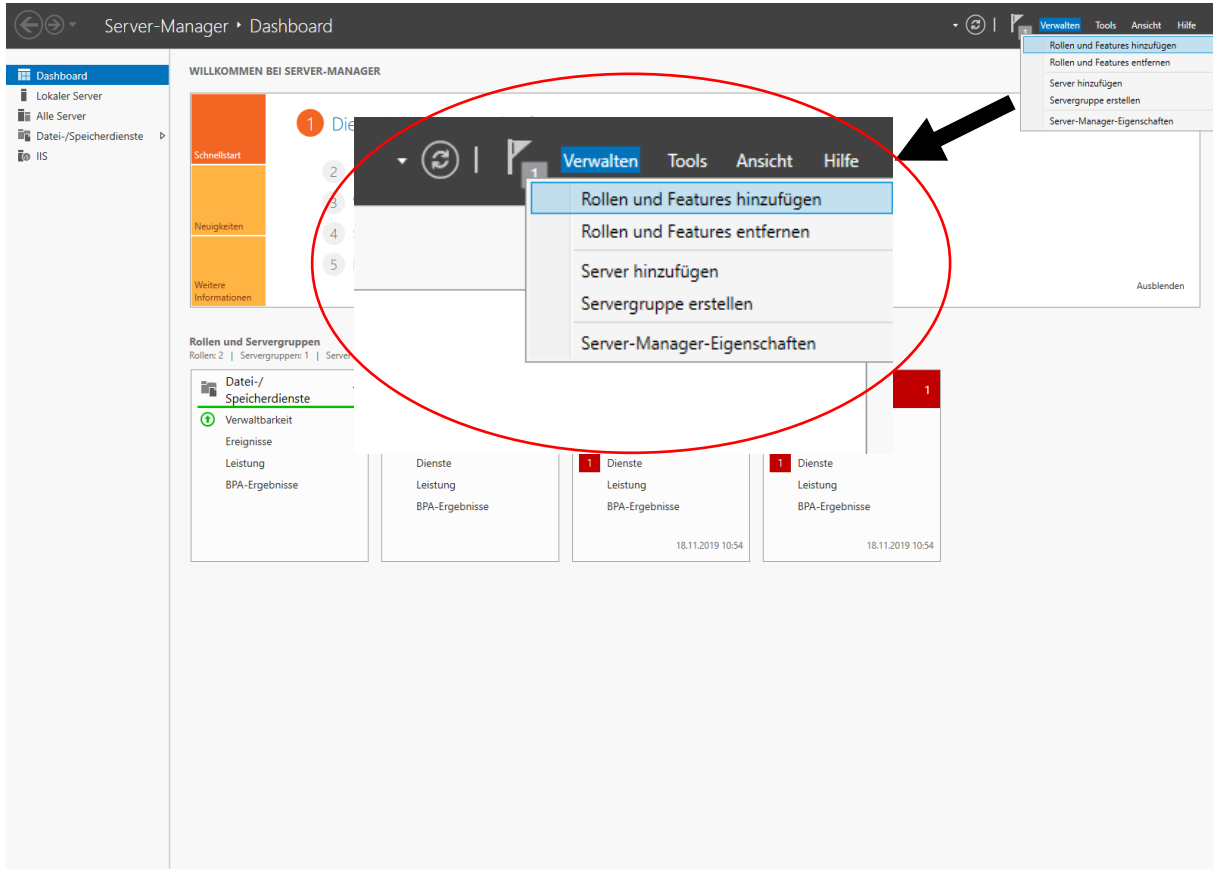 Server-Manager ‣ Dashboard
1 Verwalten Tools Ansicht Hilfe
Rollen und Features hinzufügen
Rollen und Features entfernen
Server hinzufügen
Servergruppe erstellen
Server-Manager-Eigenschaften
Dashboard
Lokaler Server
Alle Server
Datei-/Speicherdienste
IIS
WILLKOMMEN BEI SERVER-MANAGER
Schnellstart
Neuigkeiten
Weitere
Informationen
1
2
3
4
5
Ausblenden
1 Verwalten Tools Ansicht Hilfe
Rollen und Features hinzufügen
Rollen und Features entfernen
Server hinzufügen
Servergruppe erstellen
Server-Manager-Eigenschaften
Rollen und Servergruppen
Rollen: 2 | Servergruppen: 1 | Server
Datei-/
Speicherdienste
Verwaltbarkeit
Ereignisse
Leistung
BPA-Ergebnisse
Dienste
Leistung
BPA-Ergebnisse
1 Dienste
Leistung
BPA-Ergebnisse
18.11.2019 10:54
1
1 Dienste
Leistung
BPA-Ergebnisse
18.11.2019 10:54